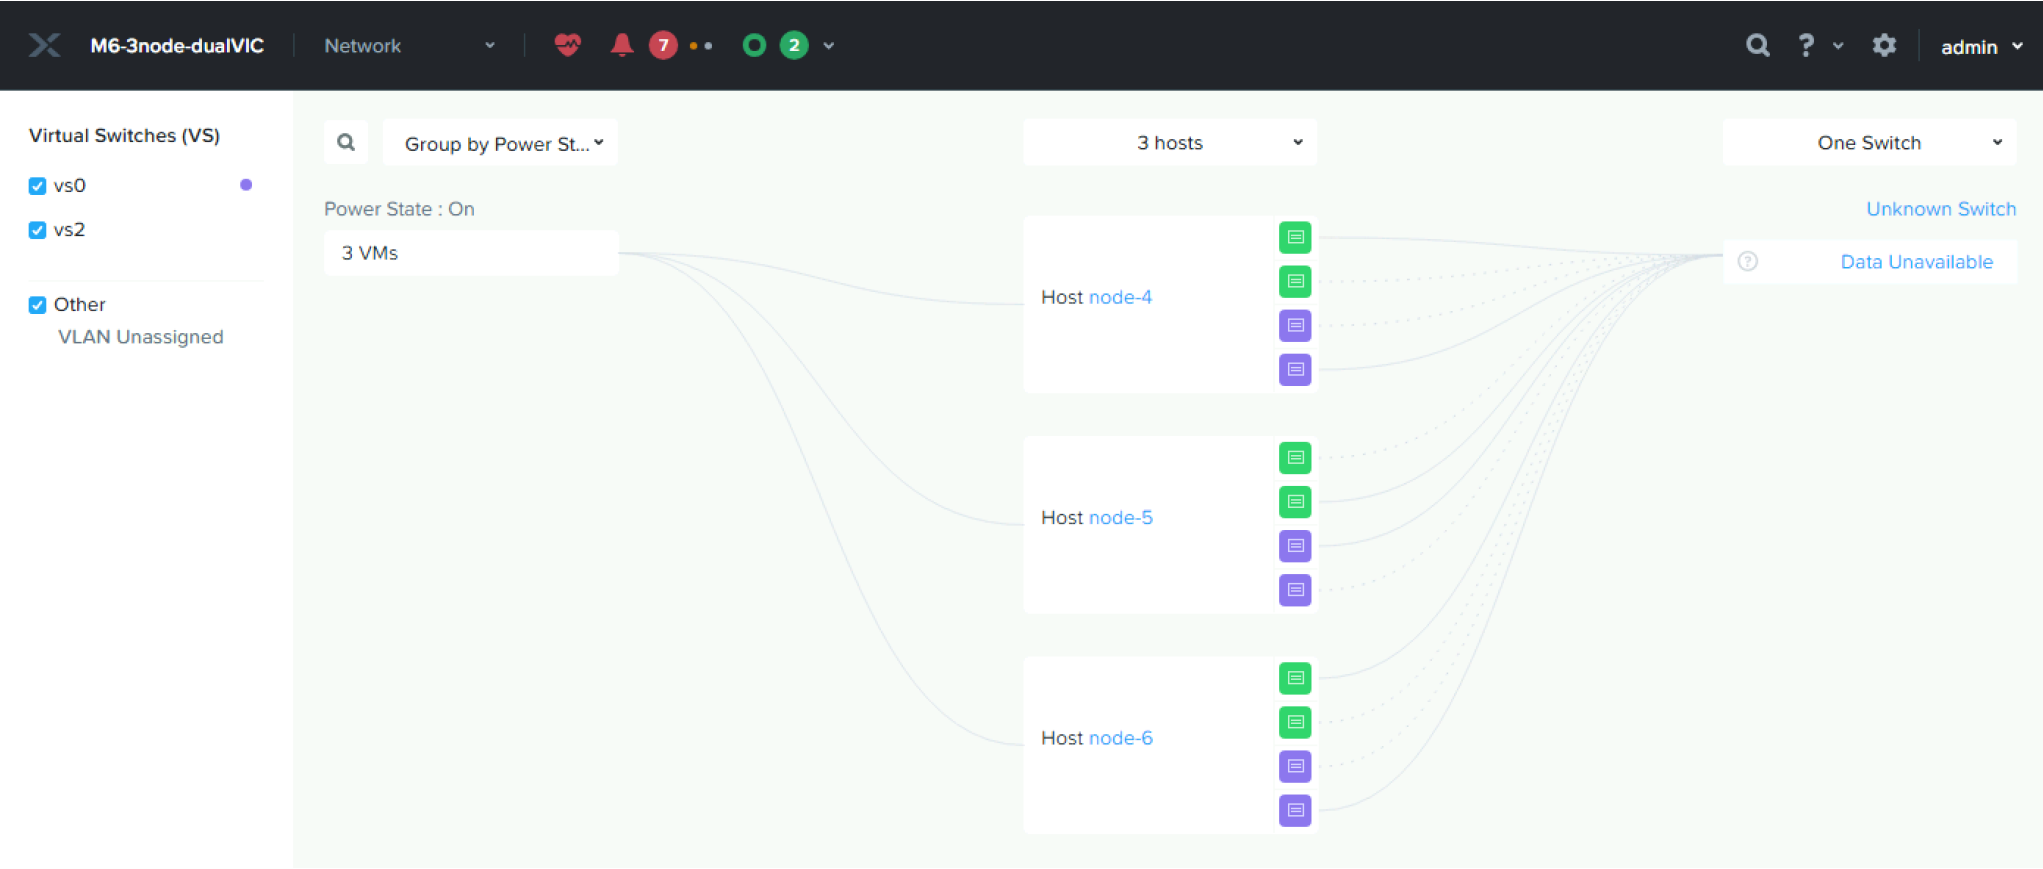 M6-3node-dualVIC Network 7 2 ? admin
Virtual Switches (VS)
vs0
vs2
Other
VLAN Unassigned
Group by Power St...
Power State : On
3 VMs
3 hosts
Host node-4
Host node-5
Host node-6
One Switch
Unknown Switch
? Data Unavailable